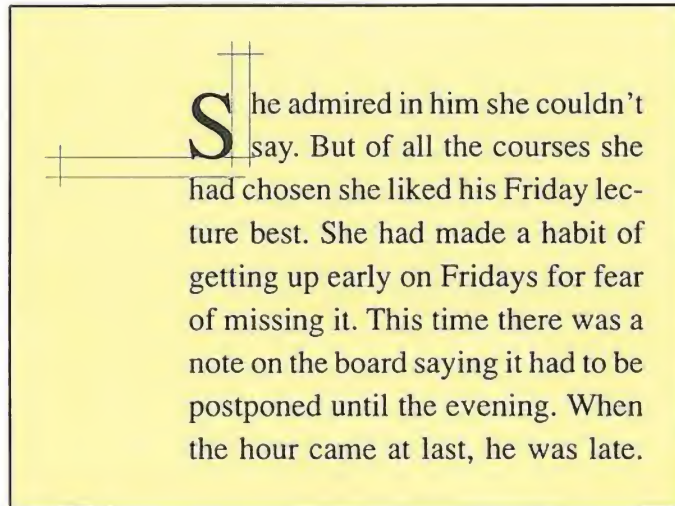 She admired in him she couldn't
say. But of all the courses she
had chosen she liked his Friday lec-
ture best. She had made a habit of
getting up early on Fridays for fear
of missing it. This time there was a
note on the board saying it had to be
postponed until the evening. When
the hour came at last, he was late.